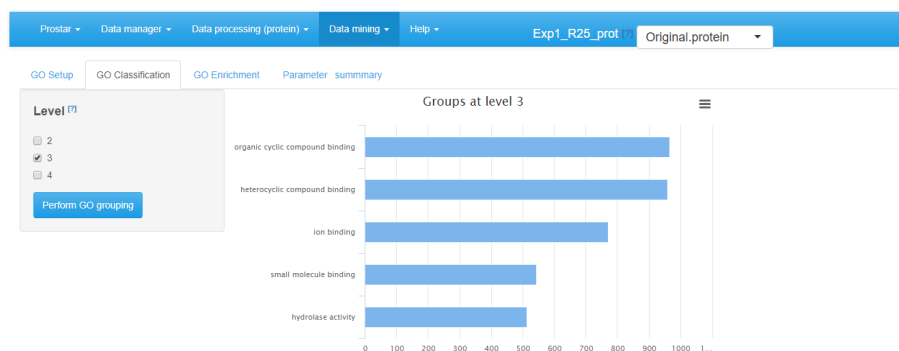 Prostar Data manager Data processing (protein) Data mining Help Exp1_R25_prot [?] Original.protein
GO Setup GO Classification GO Enrichment Parameter summmary
Level [?]
2
3
4
Perform GO grouping
Groups at level 3
organic cyclic compound binding
heterocyclic compound binding
ion binding
small molecule binding
hydrolase activity
0 100 200 300 400 500 600 700 800 900 1000 1...